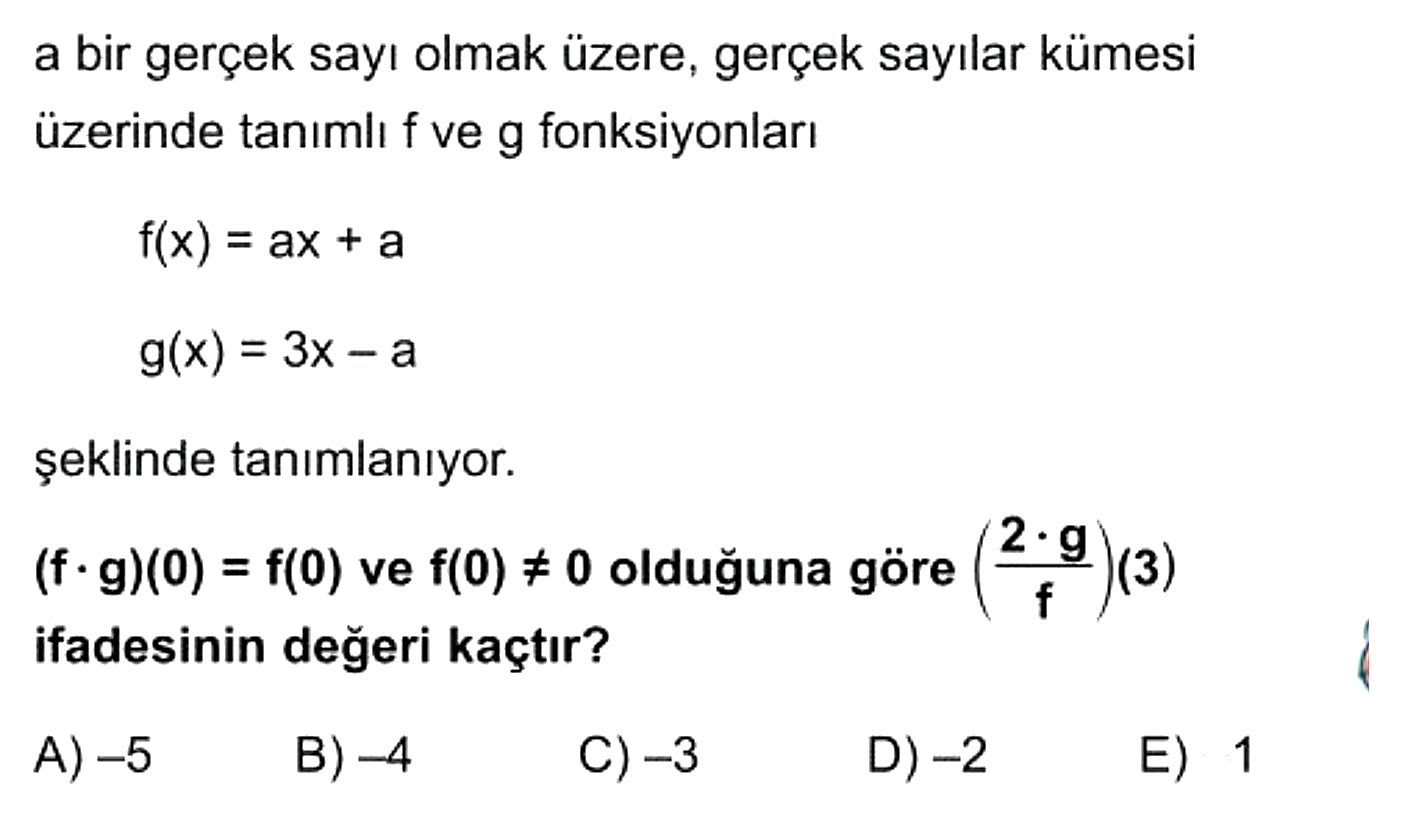 a bir gerçek sayı olmak üzere, gerçek sayılar kümesi
üzerinde tanımlı f ve g fonksiyonları
f(x) = ax + a
g(x) = 3x – a
şeklinde tanımlanıyor.
(f · g)(0) = f(0) ve f(0) ≠ 0 olduğuna göre (2 · g / f)(3)
ifadesinin değeri kaçtır?
A) –5 B) –4 C) –3 D) –2 E) 1